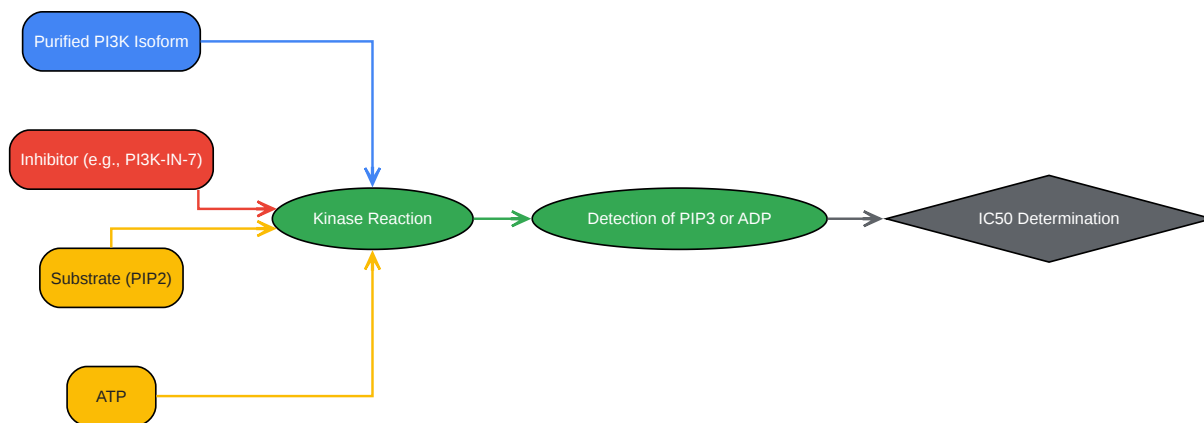 Purified PI3K Isoform
Inhibitor (e.g., PI3K-IN-7)
Kinase Reaction
Detection of PIP3 or ADP
IC50 Determination
Substrate (PIP2)
ATP